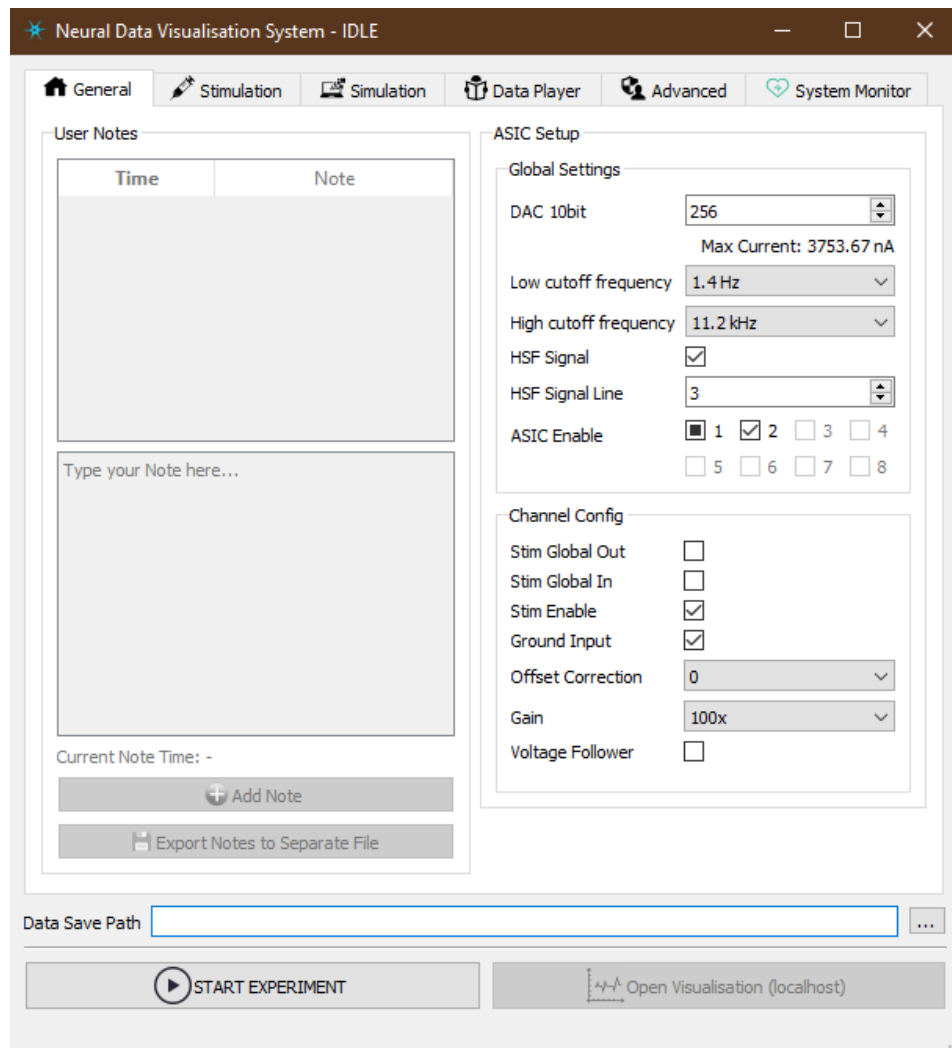 Neural Data Visualisation System - IDLE
General Stimulation Simulation Data Player Advanced System Monitor
User Notes
Time Note
Type your Note here...
Current Note Time: -
Add Note
Export Notes to Separate File
ASIC Setup
Global Settings
DAC 10bit 256
Max Current: 3753.67 nA
Low cutoff frequency 1.4 Hz
High cutoff frequency 11.2 kHz
HSF Signal
HSF Signal Line 3
ASIC Enable 1 2 3 4
5 6 7 8
Channel Config
Stim Global Out
Stim Global In
Stim Enable
Ground Input
Offset Correction 0
Gain 100x
Voltage Follower
Data Save Path ...
START EXPERIMENT Open Visualisation (localhost)